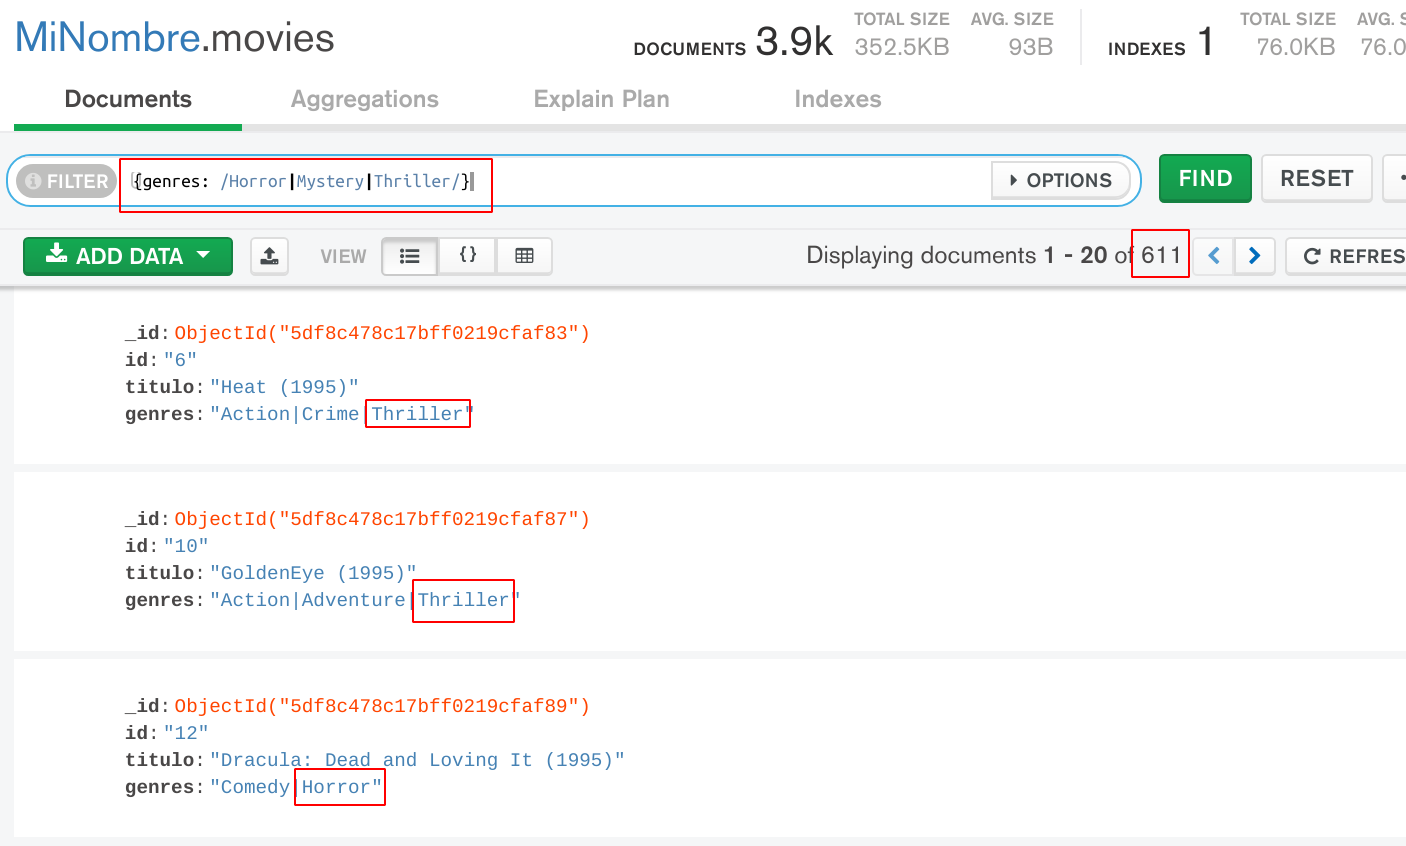 MiNombre.movies
DOCUMENTS 3.9k TOTAL SIZE 352.5KB AVG. SIZE 93B
INDEXES 1 TOTAL SIZE 76.0KB AVG. S 76.0
Documents Aggregations Explain Plan Indexes
FILTER {genres: /Horror|Mystery|Thriller/} OPTIONS FIND RESET
ADD DATA VIEW {} Displaying documents 1 - 20 of 611 < > REFRES
_id: ObjectId("5df8c478c17bff0219cfaf83")
id: "6"
titulo: "Heat (1995)"
genres: "Action|Crime|Thriller"
_id: ObjectId("5df8c478c17bff0219cfaf87")
id: "10"
titulo: "GoldenEye (1995)"
genres: "Action|Adventure|Thriller"
_id: ObjectId("5df8c478c17bff0219cfaf89")
id: "12"
titulo: "Dracula: Dead and Loving It (1995)"
genres: "Comedy|Horror"